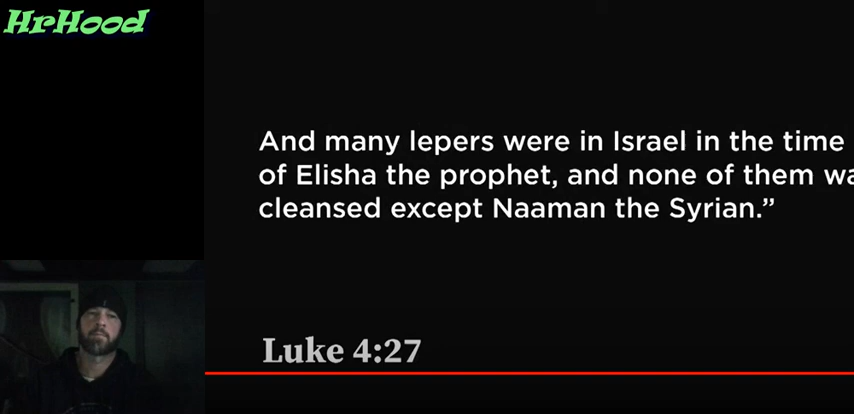 HrHood
And many lepers were in Israel in the time
of Elisha the prophet, and none of them wa
cleansed except Naaman the Syrian.”
Luke 4:27